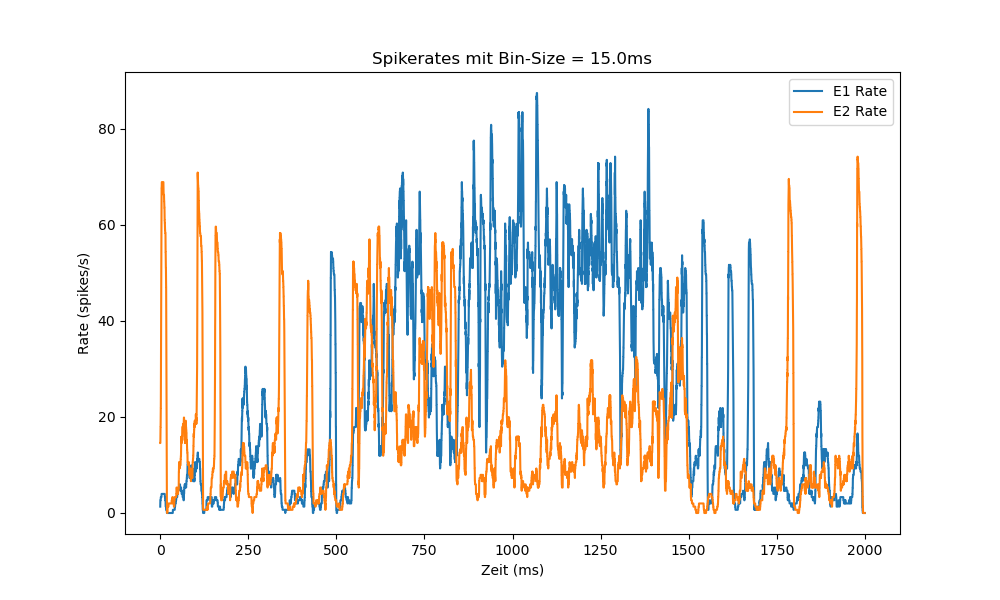 Spikerates mit Bin-Size = 15.0ms
E1 Rate
E2 Rate
Rate (spikes/s)
80
60
40
20
0
0 250 500 750 1000 1250 1500 1750 2000
Zeit (ms)